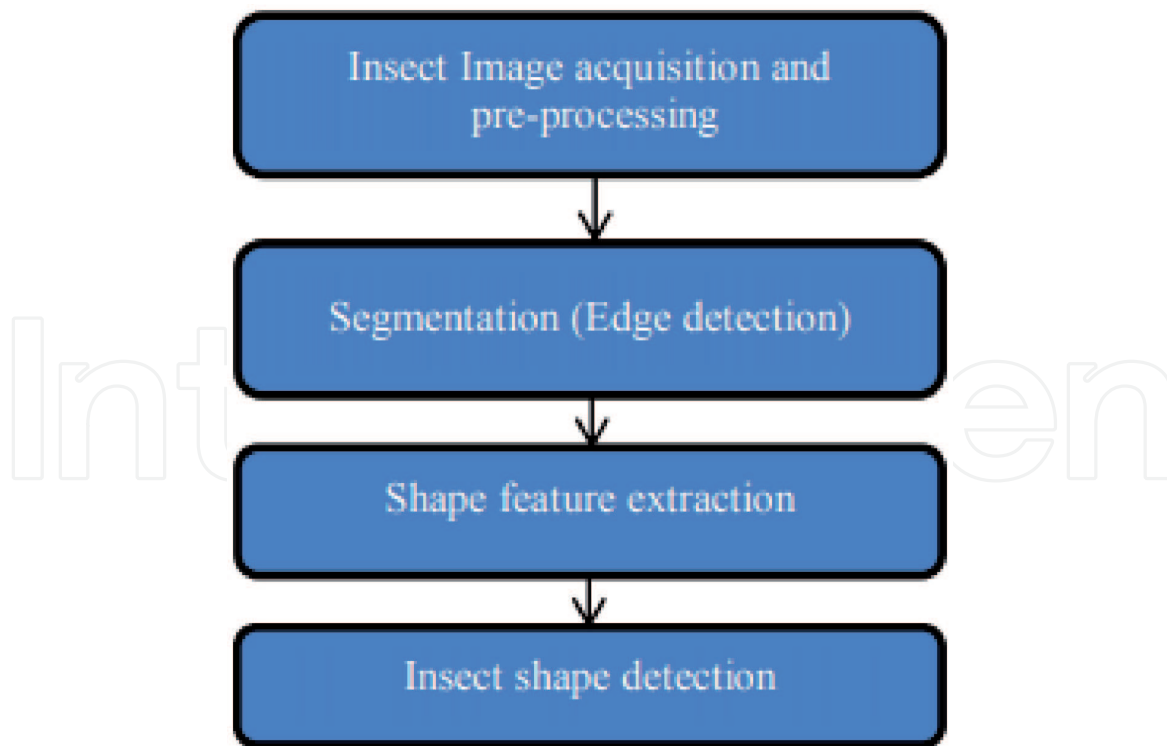 Insect Image acquisition and
pre-processing
Segmentation (Edge detection)
Shape feature extraction
Insect shape detection